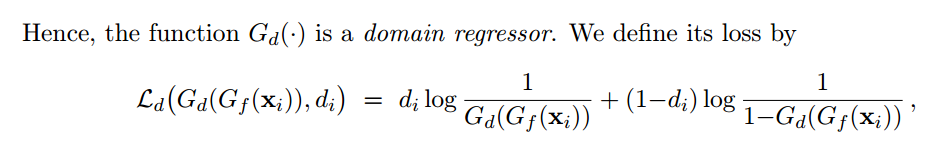 Hence, the function G_d(·) is a domain regressor. We define its loss by
ℒ_d(G_d(G_f(𝐱_i)), d_i) = d_i log 1/G_d(G_f(𝐱_i)) + (1−d_i) log 1/1−G_d(G_f(𝐱_i)) ,